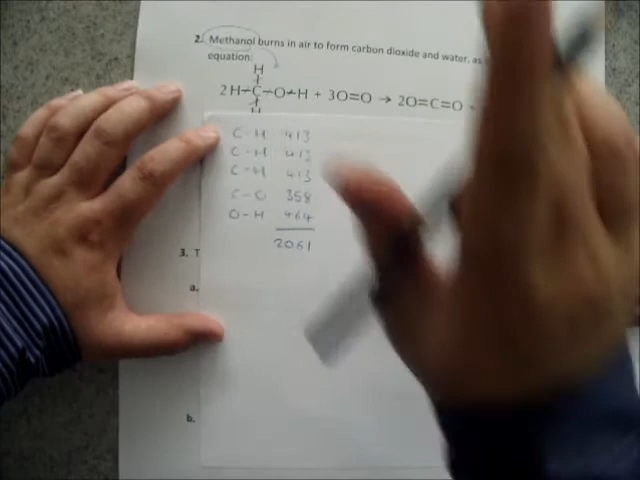 2. Methanol burns in air to form carbon dioxide and water, as
equation:
H
2H-C-O-H + 3O=O → 2O=C=O +
H
C-H 413
C-H 413
C-H 413
C-O 358
O-H 464
2061
3. T
a.
b.